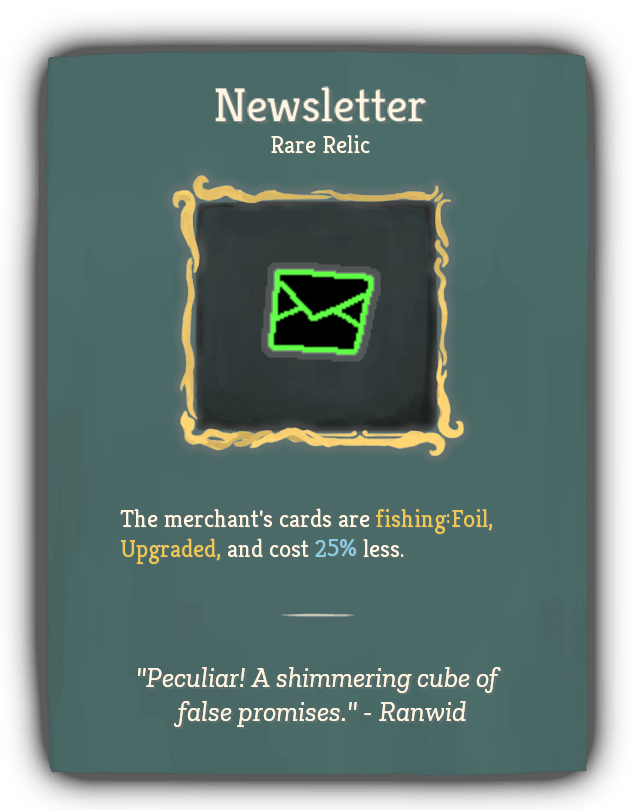 Newsletter
Rare Relic
The merchant's cards are fishing:Foil,
Upgraded, and cost 25% less.
"Peculiar! A shimmering cube of
false promises." - Ranwid